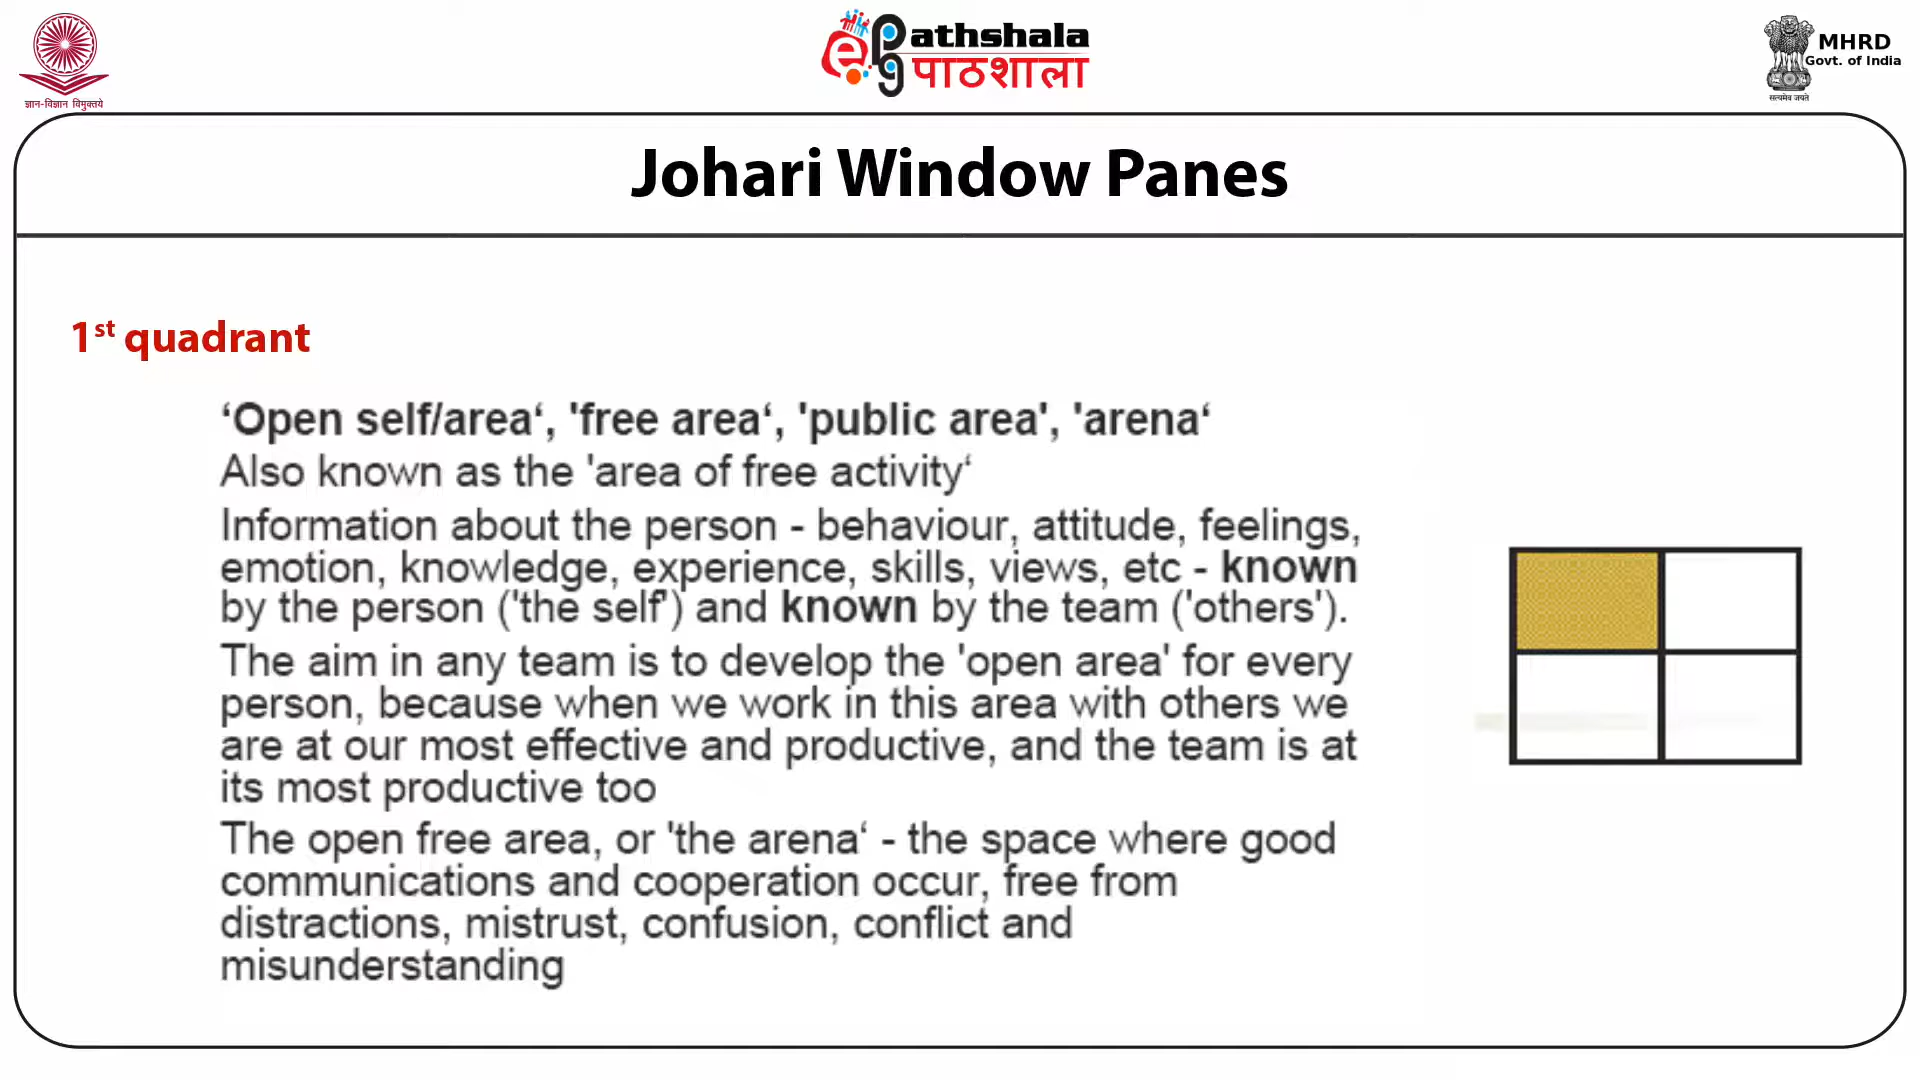 ज्ञान-विज्ञान विमुक्तये
ePathshala
पाठशाला
MHRD
Govt. of India
सत्यमेव जयते
Johari Window Panes
1st quadrant
‘Open self/area‘, 'free area‘, 'public area', 'arena‘
Also known as the 'area of free activity‘
Information about the person - behaviour, attitude, feelings,
emotion, knowledge, experience, skills, views, etc - known
by the person ('the self') and known by the team ('others').
The aim in any team is to develop the 'open area' for every
person, because when we work in this area with others we
are at our most effective and productive, and the team is at
its most productive too
The open free area, or 'the arena‘ - the space where good
communications and cooperation occur, free from
distractions, mistrust, confusion, conflict and
misunderstanding